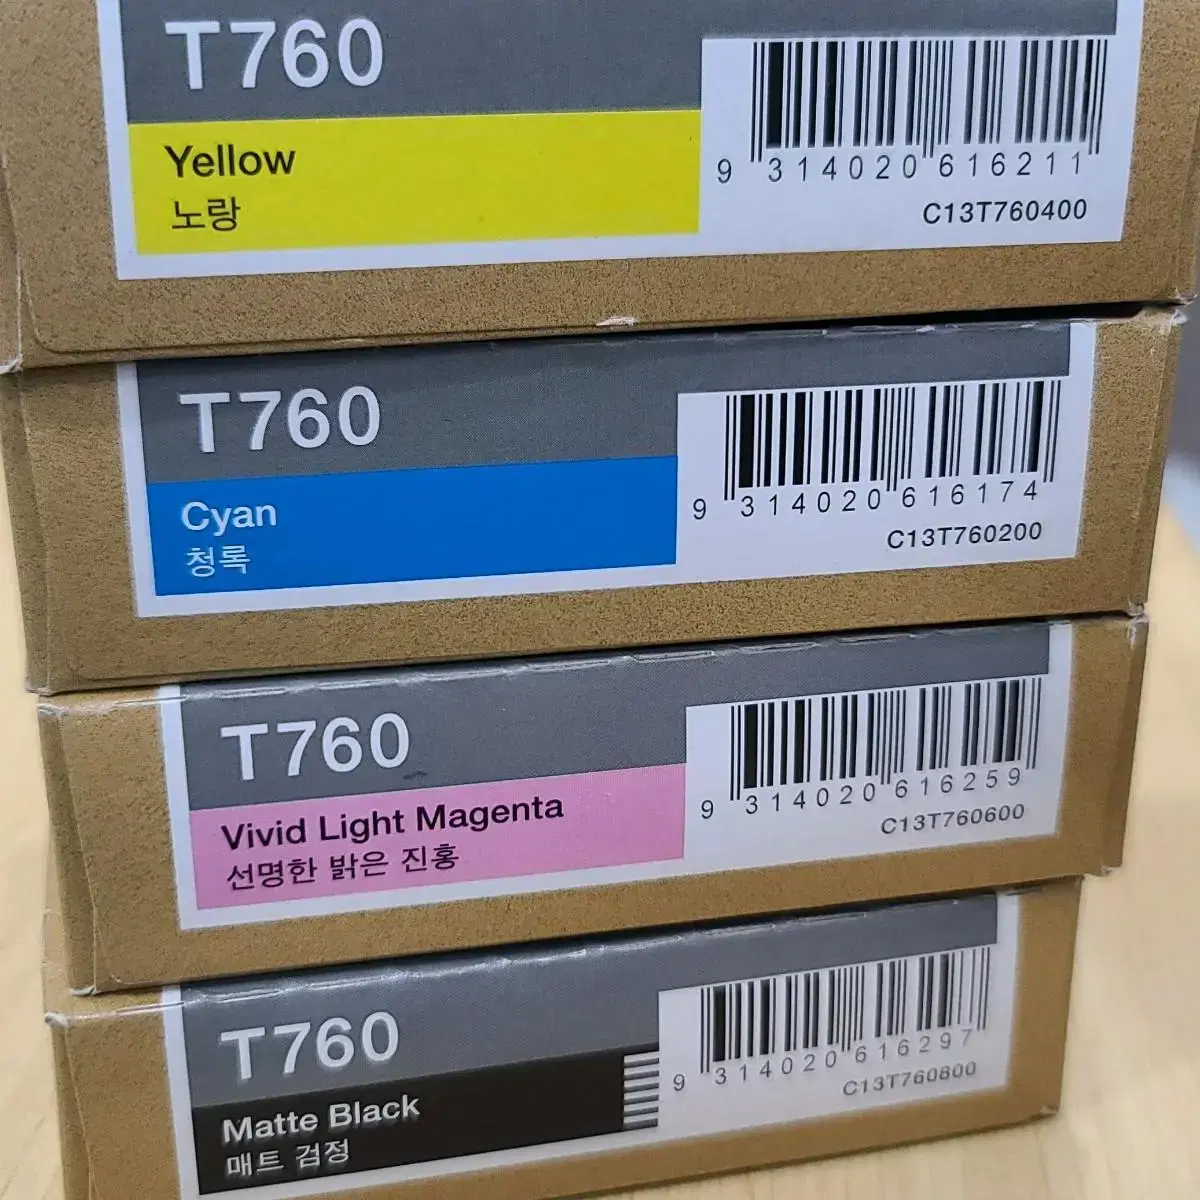 T760
Yellow
노랑
9 314020 616211
C13T760400
T760
Cyan
청록
9 314020 616174
C13T760200
T760
Vivid Light Magenta
선명한 밝은 진홍
9 314020 616259
C13T760600
T760
Matte Black
매트 검정
9 314020 616297
C13T760800